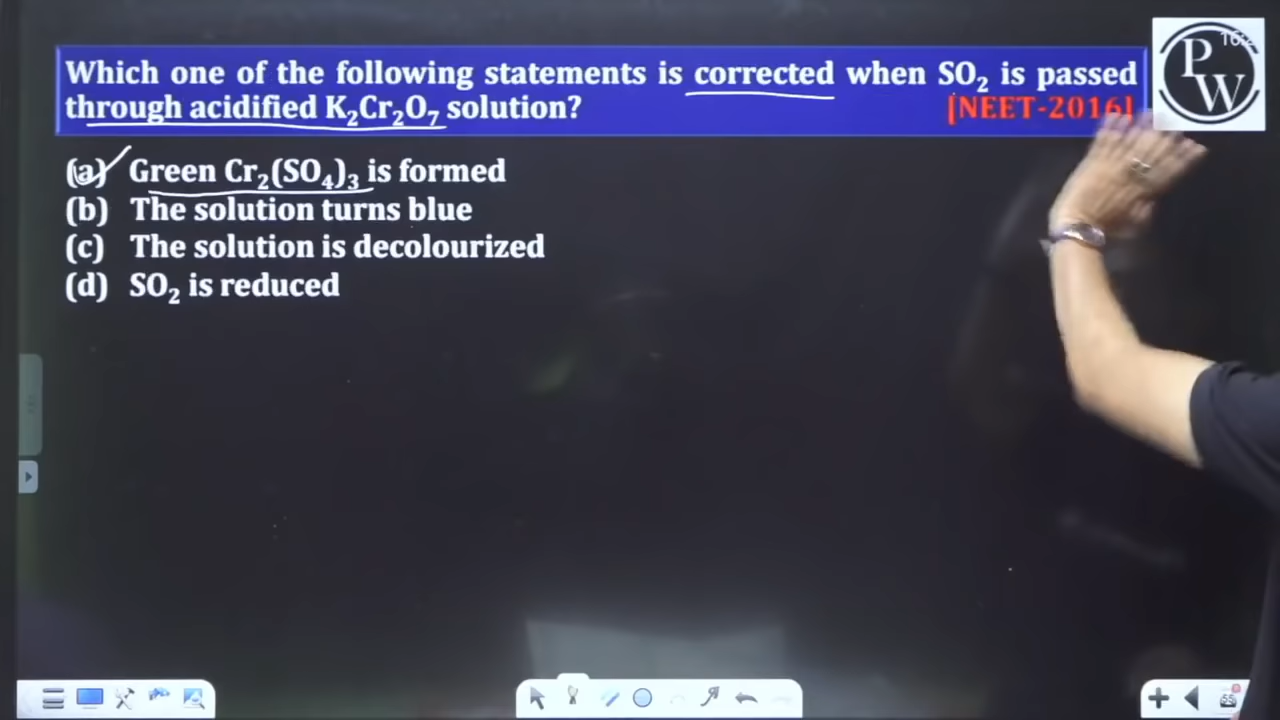 Which one of the following statements is corrected when SO₂ is passed
through acidified K₂Cr₂O₇ solution? [NEET-2016]
(a) Green Cr₂(SO₄)₃ is formed
(b) The solution turns blue
(c) The solution is decolourized
(d) SO₂ is reduced
PW